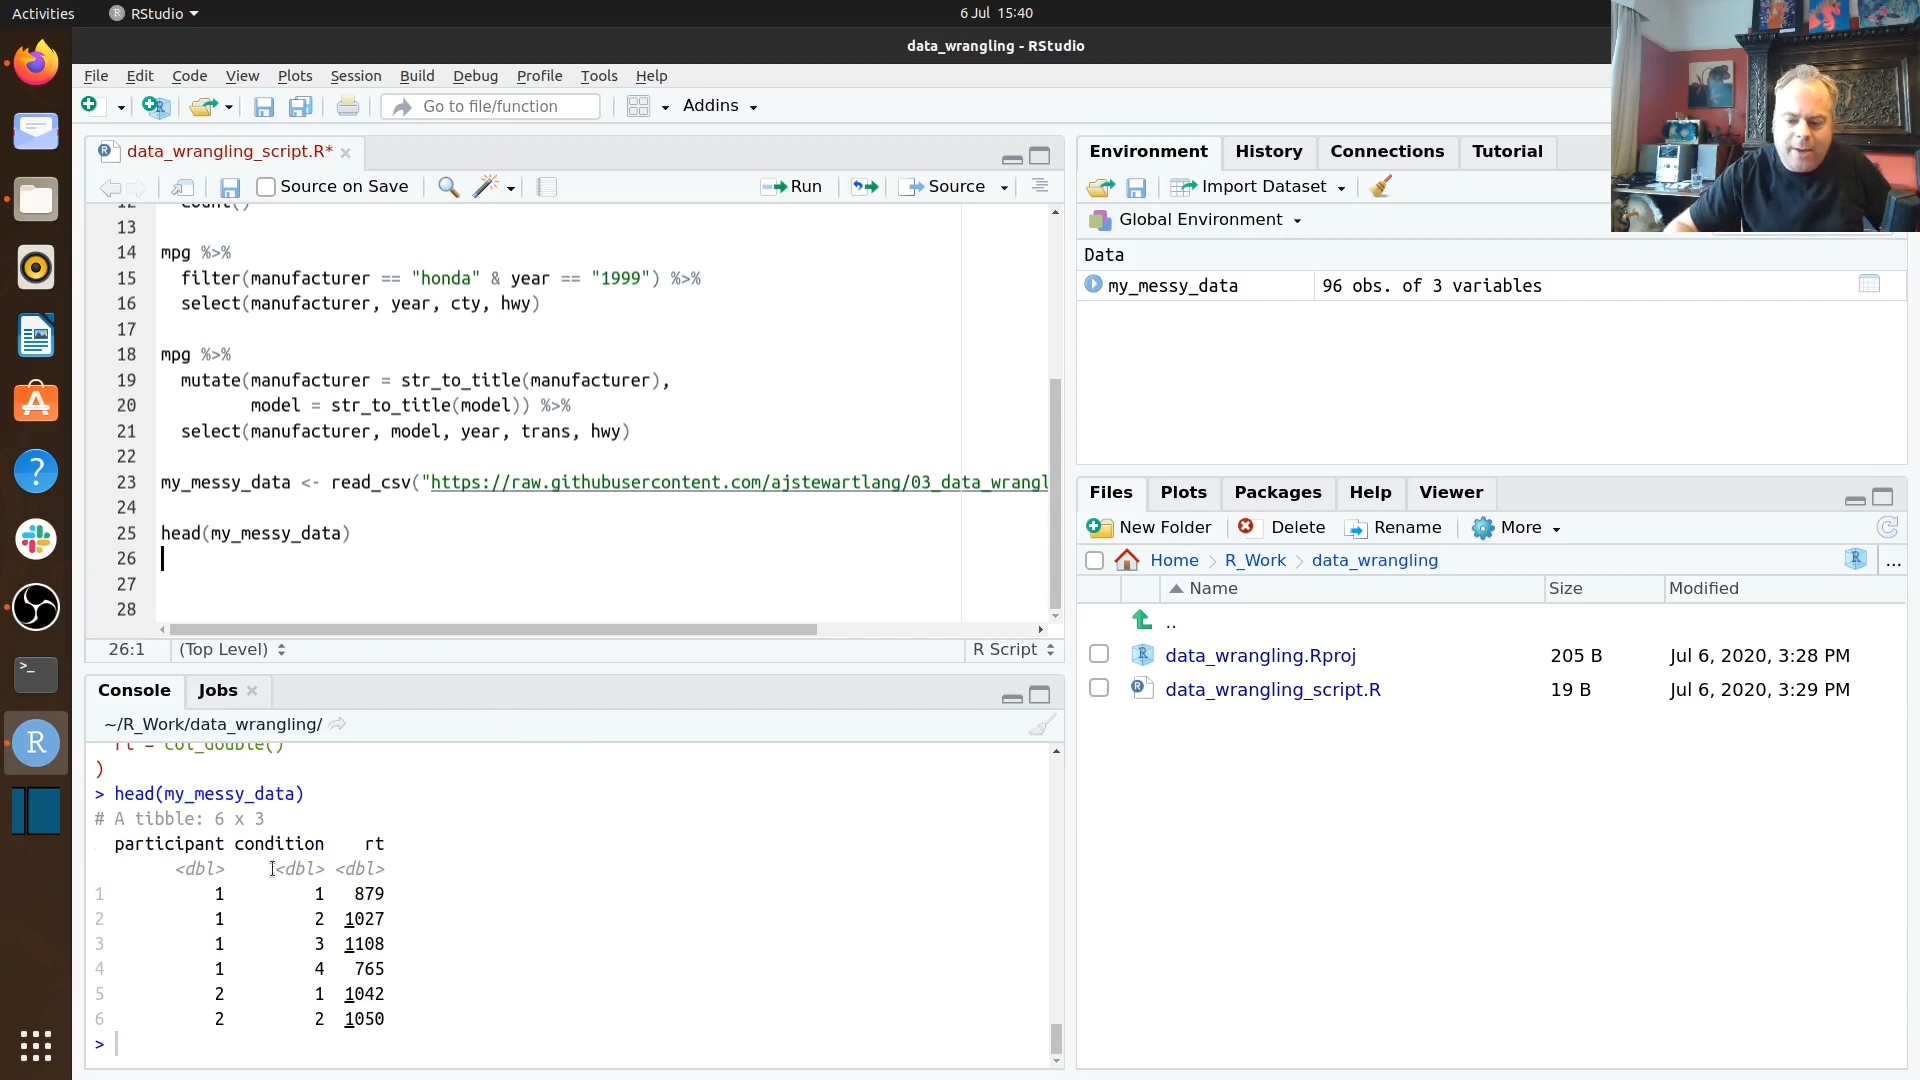 Activities RStudio 6 Jul 15:40
data_wrangling - RStudio
File Edit Code View Plots Session Build Debug Profile Tools Help
Go to file/function Addins
data_wrangling_script.R*
Source on Save Run Source
12 count()
13
14 mpg %>%
15 filter(manufacturer == "honda" & year == "1999") %>%
16 select(manufacturer, year, cty, hwy)
17
18 mpg %>%
19 mutate(manufacturer = str_to_title(manufacturer),
20 model = str_to_title(model)) %>%
21 select(manufacturer, model, year, trans, hwy)
22
23 my_messy_data <- read_csv("https://raw.githubusercontent.com/ajstewartlang/03_data_wrangl
24
25 head(my_messy_data)
26
27
28
26:1 (Top Level) R Script
Console Jobs
~/R_Work/data_wrangling/
rt = col_double()
)
> head(my_messy_data)
# A tibble: 6 x 3
participant condition rt
<dbl> <dbl> <dbl>
1 1 1 879
2 1 2 1027
3 1 3 1108
4 1 4 765
5 2 1 1042
6 2 2 1050
>
Environment History Connections Tutorial
Import Dataset
Global Environment
Data
my_messy_data 96 obs. of 3 variables
Files Plots Packages Help Viewer
New Folder Delete Rename More
Home R_Work data_wrangling ...
Name Size Modified
..
data_wrangling.Rproj 205 B Jul 6, 2020, 3:28 PM
data_wrangling_script.R 19 B Jul 6, 2020, 3:29 PM